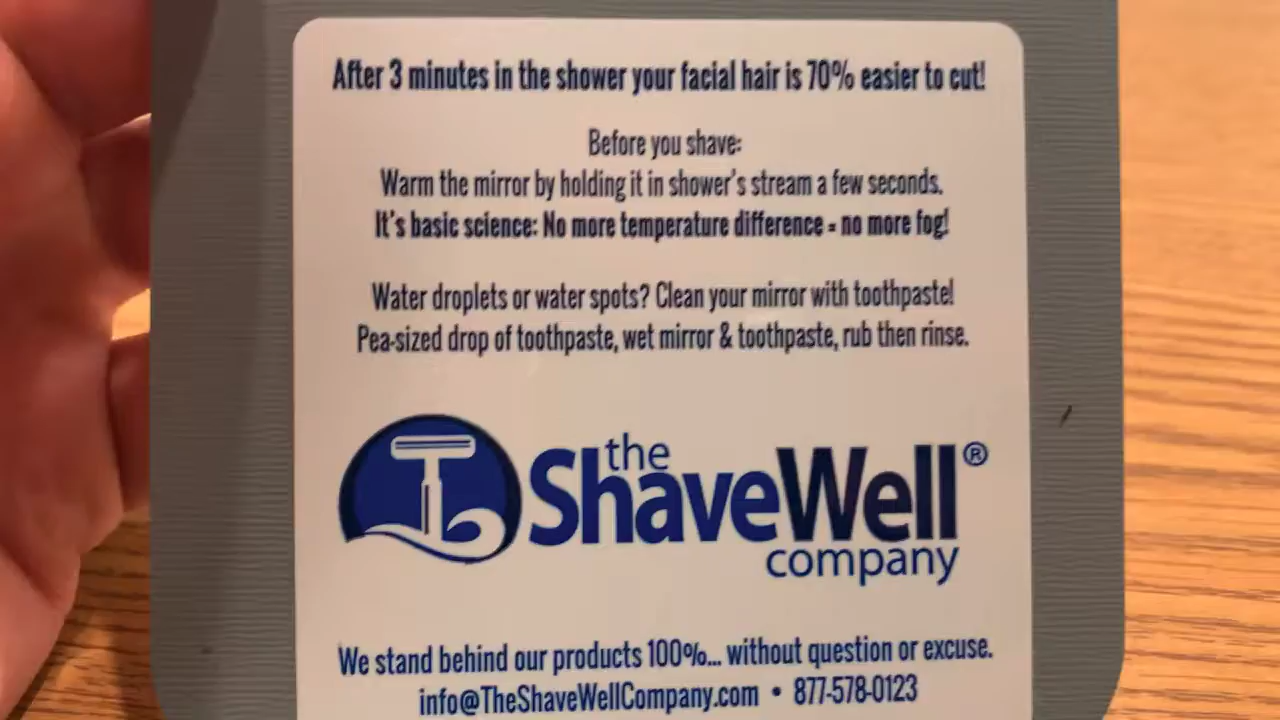 After 3 minutes in the shower your facial hair is 70% easier to cut!
Before you shave:
Warm the mirror by holding it in shower's stream a few seconds.
It's basic science: No more temperature difference = no more fog!
Water droplets or water spots? Clean your mirror with toothpaste!
Pea-sized drop of toothpaste, wet mirror & toothpaste, rub then rinse.
the
ShaveWell®
company
We stand behind our products 100%... without question or excuse.
info@TheShaveWellCompany.com • 877-578-0123